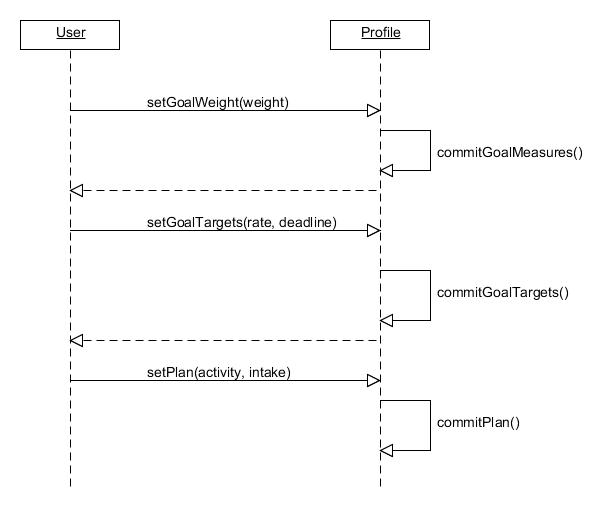 User
Profile
setGoalWeight(weight)
commitGoalMeasures()
setGoalTargets(rate, deadline)
commitGoalTargets()
setPlan(activity, intake)
commitPlan()